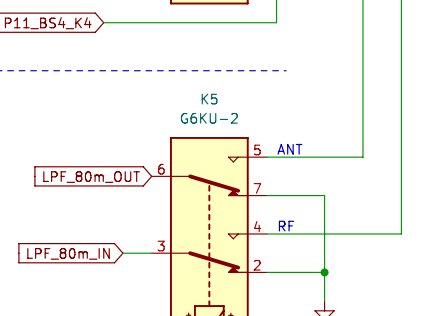 P11_BS4_K4
K5
G6KU-2
5 ANT
LPF_80m_OUT 6
7
4 RF
LPF_80m_IN 3
2